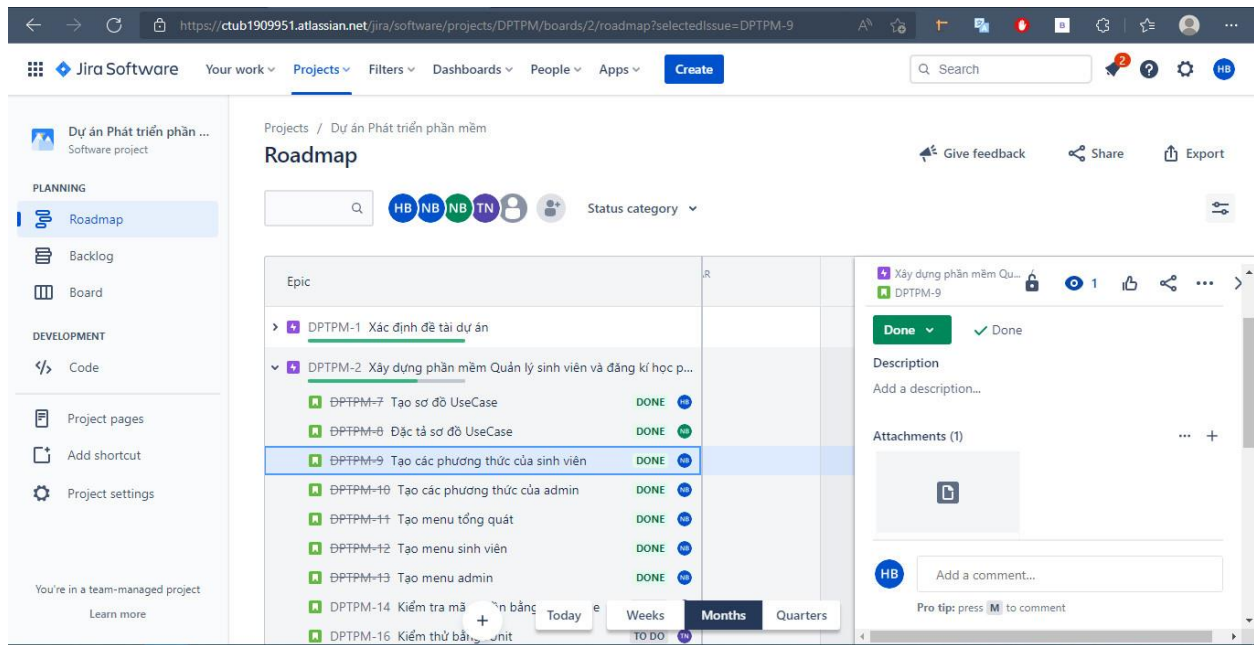 https://ctub1909951.atlassian.net/jira/software/projects/DPTPM/boards/2/roadmap?selectedIssue=DPTPM-9
Jira Software Your work Projects Filters Dashboards People Apps Create Search 2 HB
Dự án Phát triển phần ...
Software project
PLANNING
Roadmap
Backlog
Board
DEVELOPMENT
Code
Project pages
Add shortcut
Project settings
You're in a team-managed project
Learn more
Projects / Dự án Phát triển phần mềm
Roadmap
Give feedback Share Export
HB NB NB TN Status category
Epic
DPTPM-1 Xác định đề tài dự án
DPTPM-2 Xây dựng phần mềm Quản lý sinh viên và đăng kí học p...
DPTPM-7 Tạo sơ đồ UseCase DONE HB
DPTPM-8 Đặc tả sơ đồ UseCase DONE NB
DPTPM-9 Tạo các phương thức của sinh viên DONE NB
DPTPM-10 Tạo các phương thức của admin DONE NB
DPTPM-11 Tạo menu tổng quát DONE NB
DPTPM-12 Tạo menu sinh viên DONE NB
DPTPM-13 Tạo menu admin DONE NB
DPTPM-14 Kiểm tra mã bằng
DPTPM-16 Kiểm thử TO DO TN
Today Weeks Months Quarters
Xây dựng phần mềm Qu...
DPTPM-9
1
Done Done
Description
Add a description...
Attachments (1)
HB Add a comment...
Pro tip: press M to comment